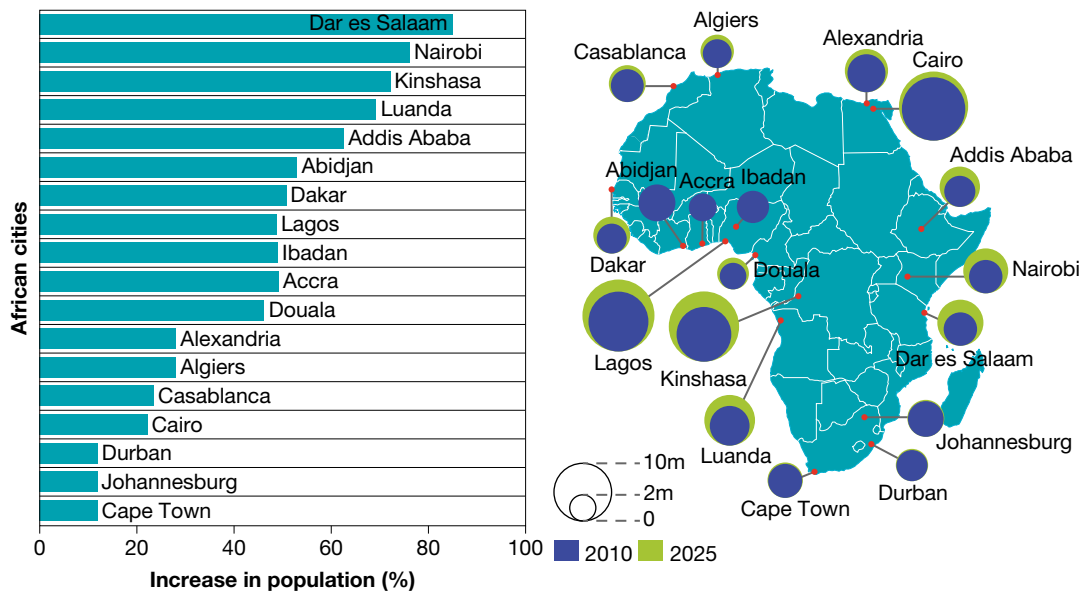 African cities
Dar es Salaam
Nairobi
Kinshasa
Luanda
Addis Ababa
Abidjan
Dakar
Lagos
Ibadan
Accra
Douala
Alexandria
Algiers
Casablanca
Cairo
Durban
Johannesburg
Cape Town
0 20 40 60 80 100
Increase in population (%)
Algiers
Casablanca
Alexandria
Cairo
Addis Ababa
Abidjan
Accra
Ibadan
Dakar
Douala
Nairobi
Lagos
Kinshasa
Dar es Salaam
Luanda
Johannesburg
Durban
Cape Town
10m
2m
0
2010 2025